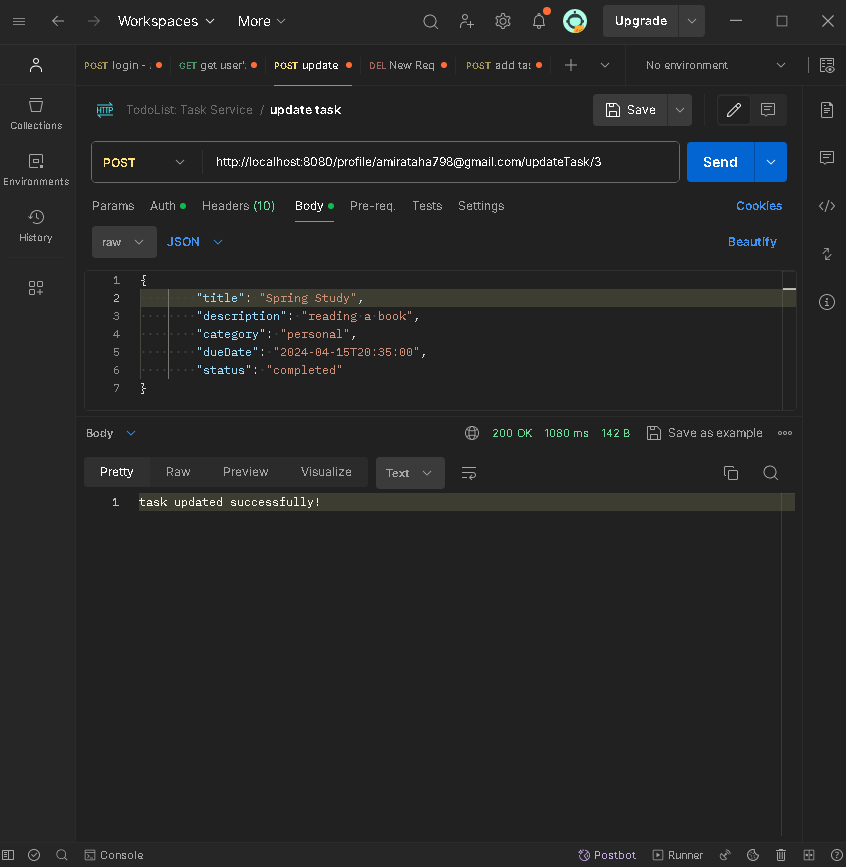 Workspaces More Upgrade
POST login - . GET get user'. POST update DEL New Req POST add ta: No environment
HTTP TodoList: Task Service / update task Save
POST http://localhost:8080/profile/amirataha798@gmail.com/updateTask/3 Send
Params Auth Headers (10) Body Pre-req. Tests Settings Cookies
raw JSON Beautify
Collections
Environments
History
1 {
2 "title": "Spring Study",
3 "description": "reading a book",
4 "category": "personal",
5 "dueDate": "2024-04-15T20:35:00",
6 "status": "completed"
7 }
Body 200 OK 1080 ms 142 B Save as example
Pretty Raw Preview Visualize Text
1 task updated successfully!
Console Postbot Runner